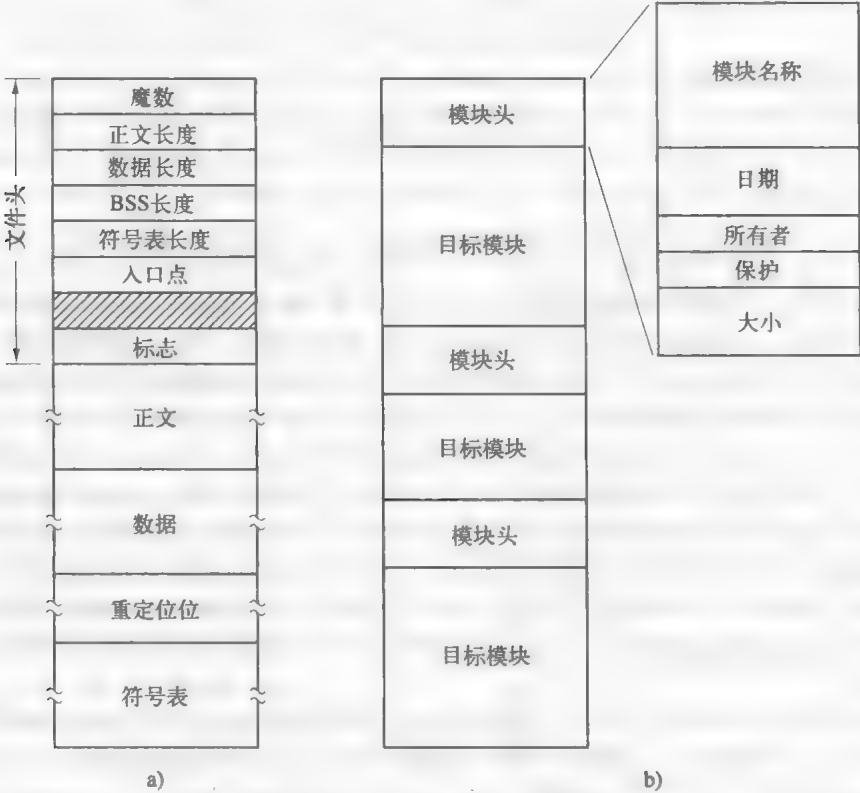 文件头
魔数
正文长度
数据长度
BSS长度
符号表长度
入口点
标志
正文
数据
重定位位
符号表
a)
模块头
目标模块
模块头
目标模块
模块头
目标模块
模块名称
日期
所有者
保护
大小
b)